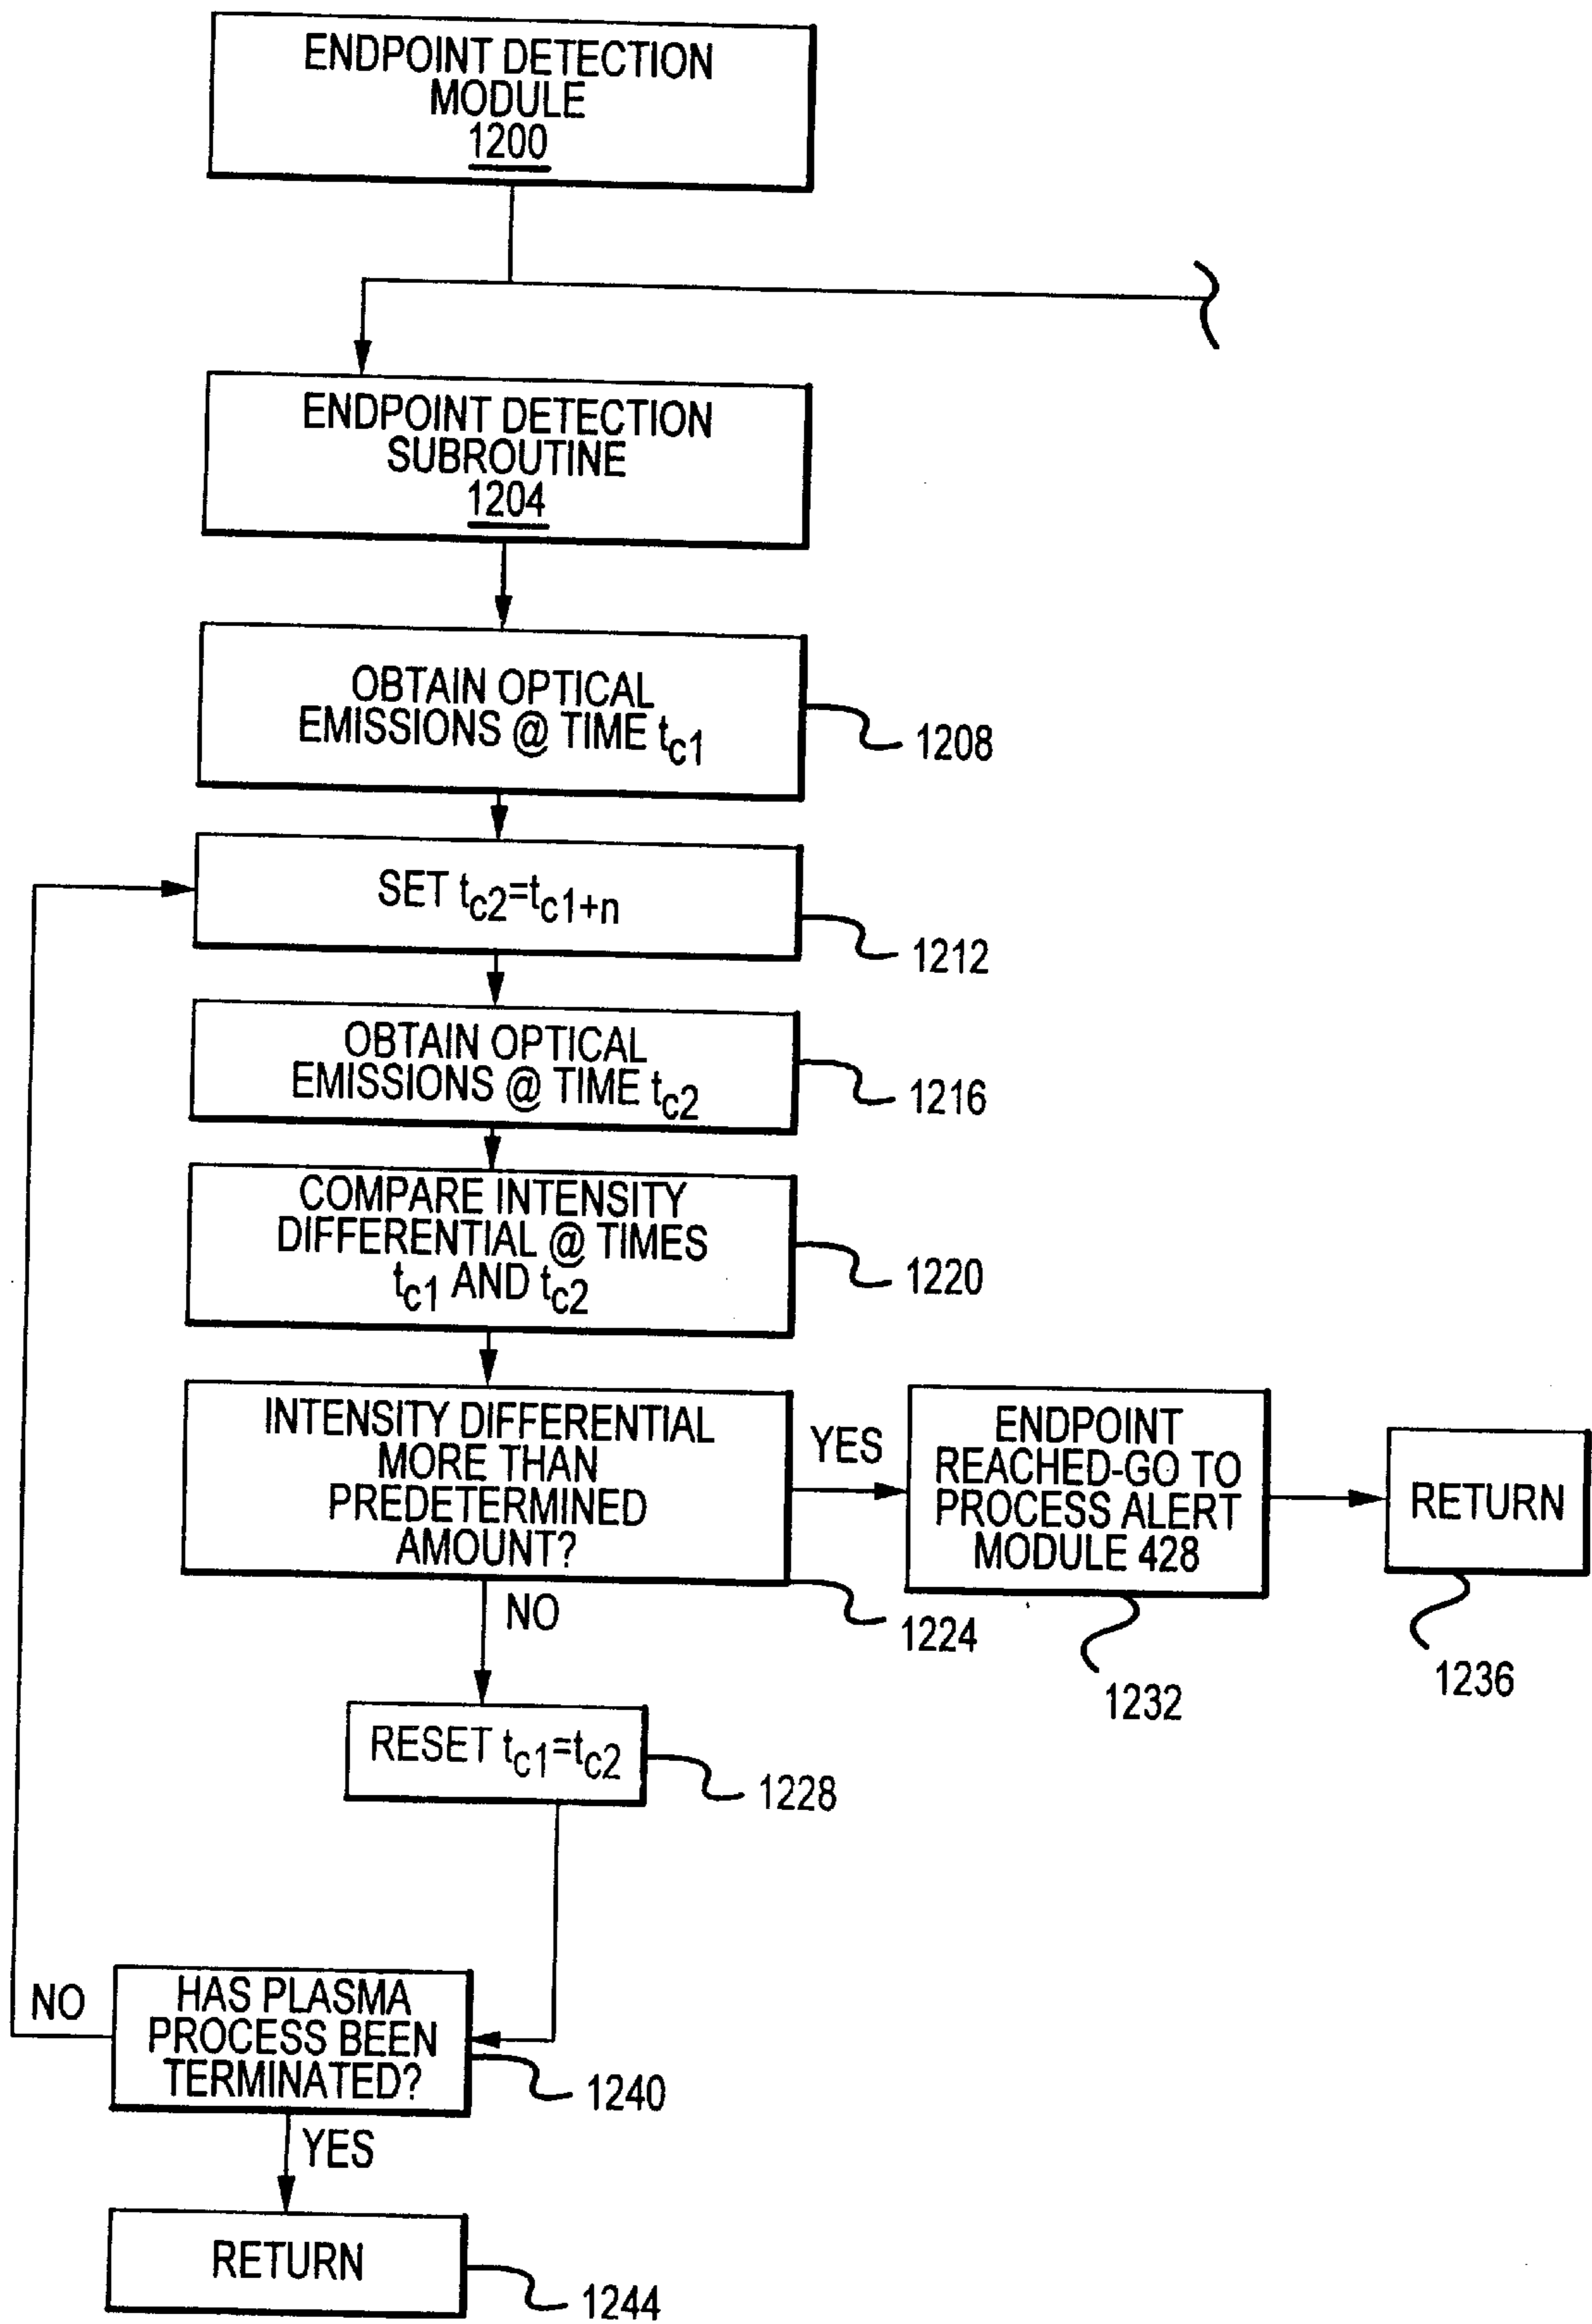 ENDPOINT DETECTION
MODULE
1200
ENDPOINT DETECTION
SUBROUTINE
1204
OBTAIN OPTICAL
EMISSIONS @ TIME tc1
1208
SET tc2=tc1+n
1212
OBTAIN OPTICAL
EMISSIONS @ TIME tc2
1216
COMPARE INTENSITY
DIFFERENTIAL @ TIMES
tc1 AND tc2
1220
INTENSITY DIFFERENTIAL
MORE THAN
PREDETERMINED
AMOUNT?
1224
YES
ENDPOINT
REACHED-GO TO
PROCESS ALERT
MODULE 428
1232
RETURN
1236
NO
RESET tc1=tc2
1228
NO
HAS PLASMA
PROCESS BEEN
TERMINATED?
1240
YES
RETURN
1244